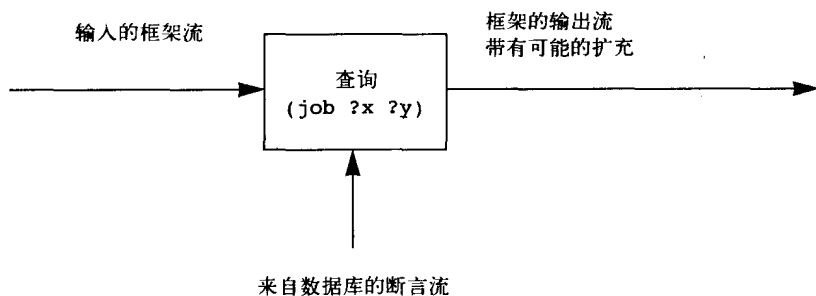 输入的框架流
框架的输出流
带有可能的扩充
查询
(job ?x ?y)
来自数据库的断言流